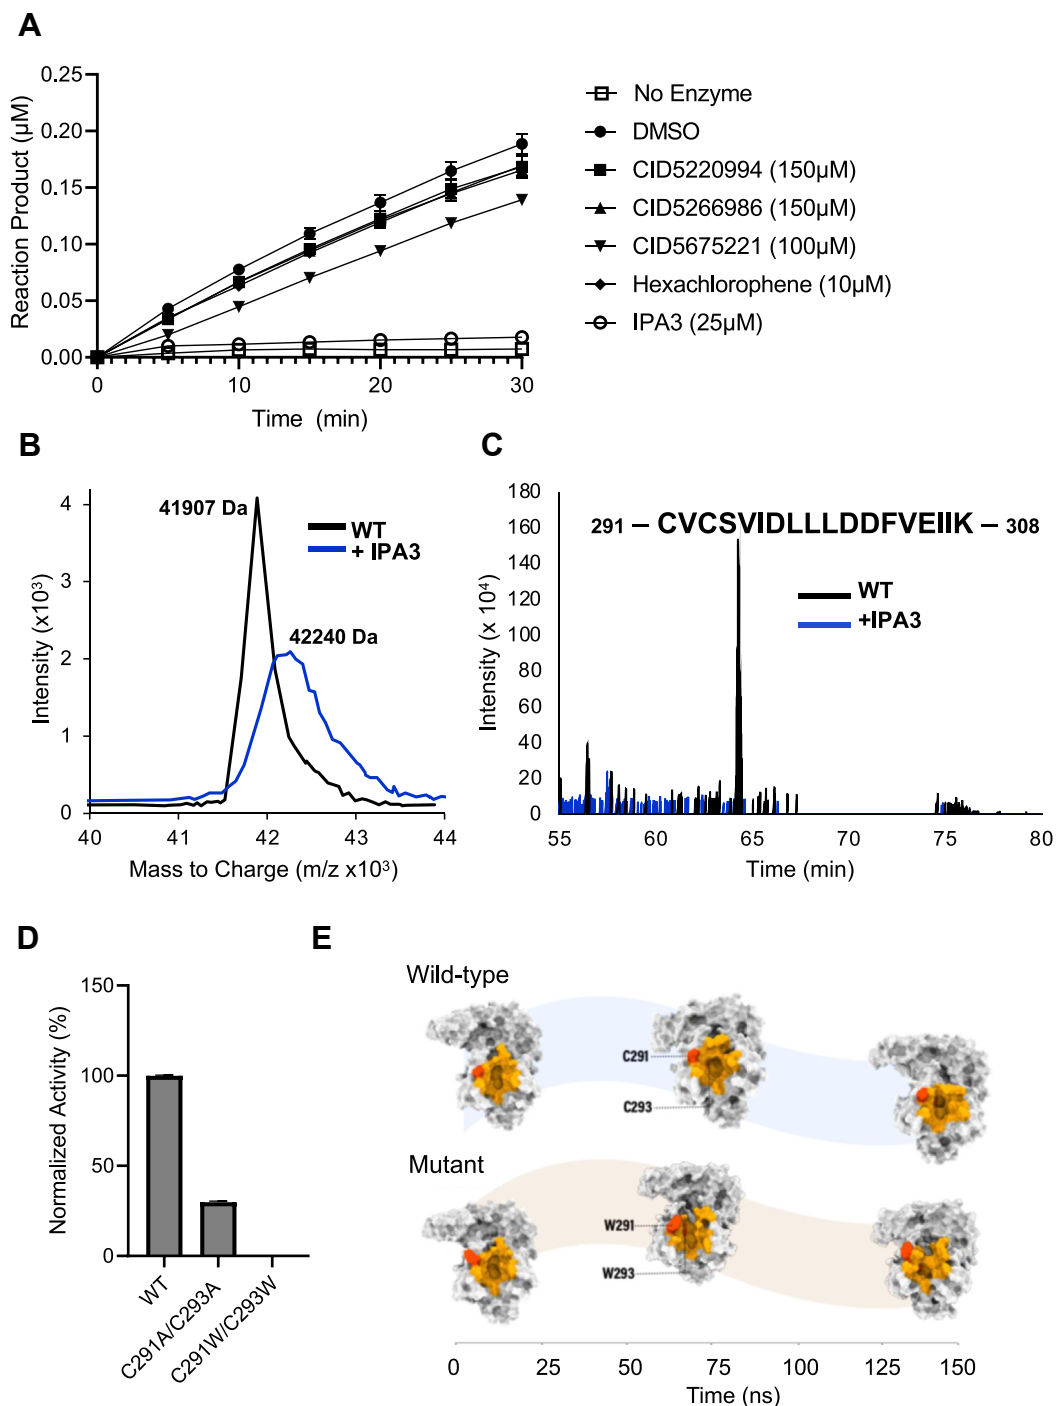 A
0.25
0.20
0.15
0.10
0.05
0.00
Reaction Product (µM)
0
10
20
30
Time (min)
No Enzyme
DMSO
CID5220994 (150µM)
CID5266986 (150µM)
CID5675221 (100µM)
Hexachlorophene (10µM)
IPA3 (25µM)
B
4
3
2
1
0
Intensity (x10³)
41907 Da
WT
+ IPA3
42240 Da
40
41
42
43
44
Mass to Charge (m/z x10³)
C
180
160
140
120
100
80
60
40
20
0
Intensity (x 10⁴)
291 – CVCSVIDLLLDDFVEIIK – 308
WT
+IPA3
55
60
65
70
75
80
Time (min)
D
150
100
50
0
Normalized Activity (%)
WT
C291A/C293A
C291W/C293W
E
Wild-type
C291
C293
Mutant
W291
W293
0
25
50
75
100
125
150
Time (ns)